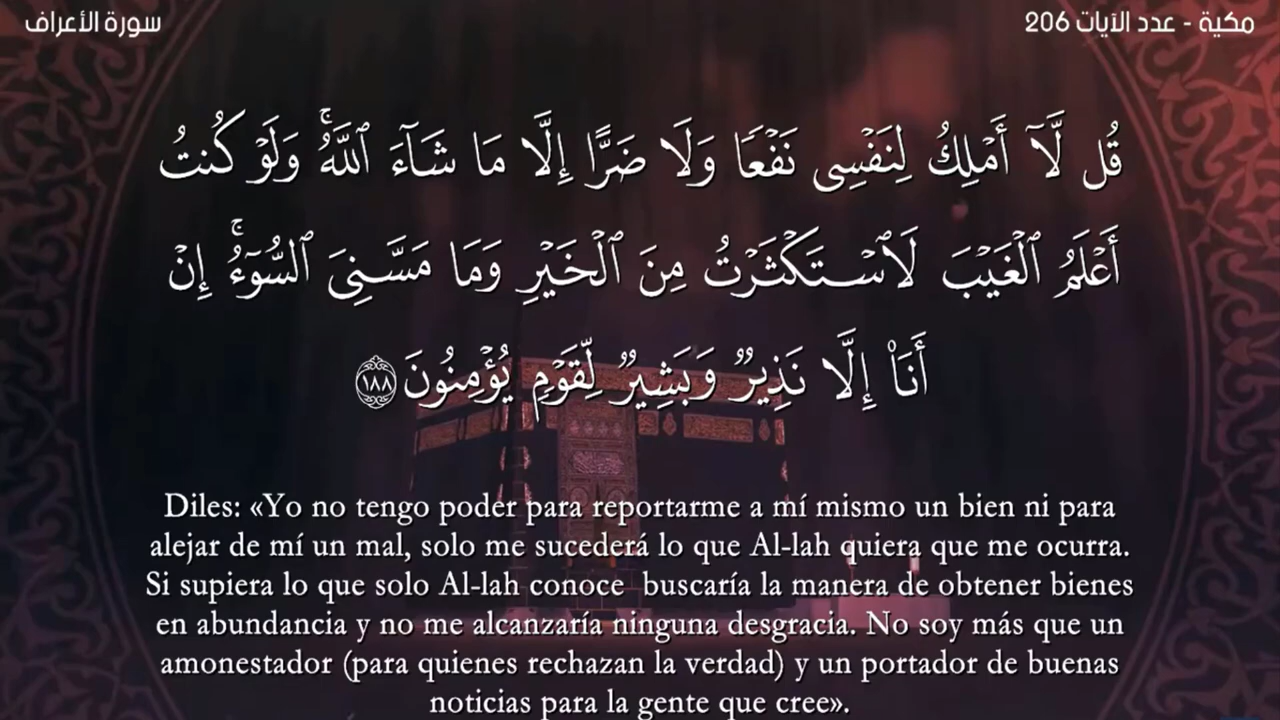 مكية - عدد الآيات 206
سورة الأعراف
قُل لَّآ أَمْلِكُ لِنَفْسِى نَفْعًا وَلَا ضَرًّا إِلَّا مَا شَآءَ ٱللَّهُ ۚ وَلَوْ كُنتُ
أَعْلَمُ ٱلْغَيْبَ لَٱسْتَكْثَرْتُ مِنَ ٱلْخَيْرِ وَمَا مَسَّنِىَ ٱلسُّوٓءُ ۚ إِنْ
أَنَا۠ إِلَّا نَذِيرٌ وَبَشِيرٌ لِّقَوْمٍ يُؤْمِنُونَ ١٨٨
Diles: «Yo no tengo poder para reportarme a mí mismo un bien ni para
alejar de mí un mal, solo me sucederá lo que Al-lah quiera que me ocurra.
Si supiera lo que solo Al-lah conoce  buscaría la manera de obtener bienes
en abundancia y no me alcanzaría ninguna desgracia. No soy más que un
amonestador (para quienes rechazan la verdad) y un portador de buenas
noticias para la gente que cree».